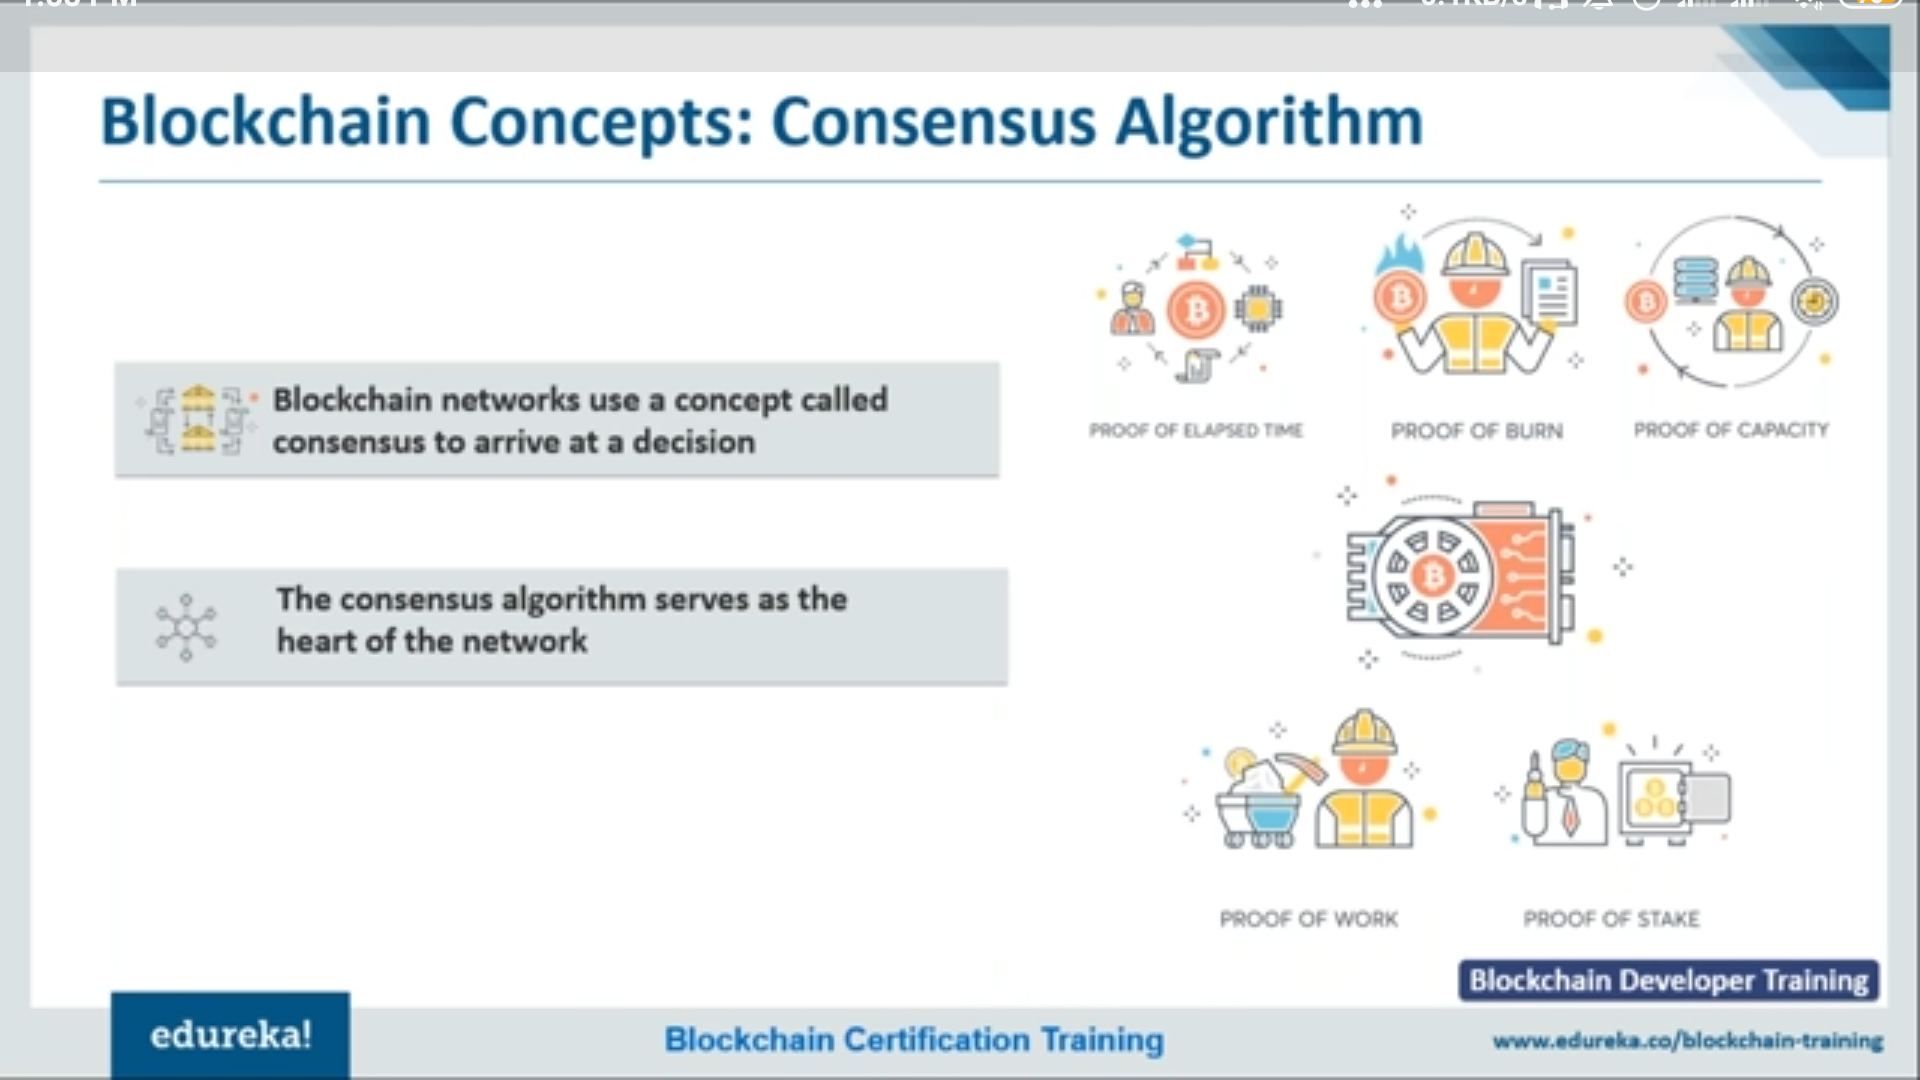 Blockchain Concepts: Consensus Algorithm
Blockchain networks use a concept called
consensus to arrive at a decision
The consensus algorithm serves as the
heart of the network
PROOF OF ELAPSED TIME
PROOF OF BURN
PROOF OF CAPACITY
PROOF OF WORK
PROOF OF STAKE
Blockchain Developer Training
edureka!
Blockchain Certification Training
www.edureka.co/blockchain-training